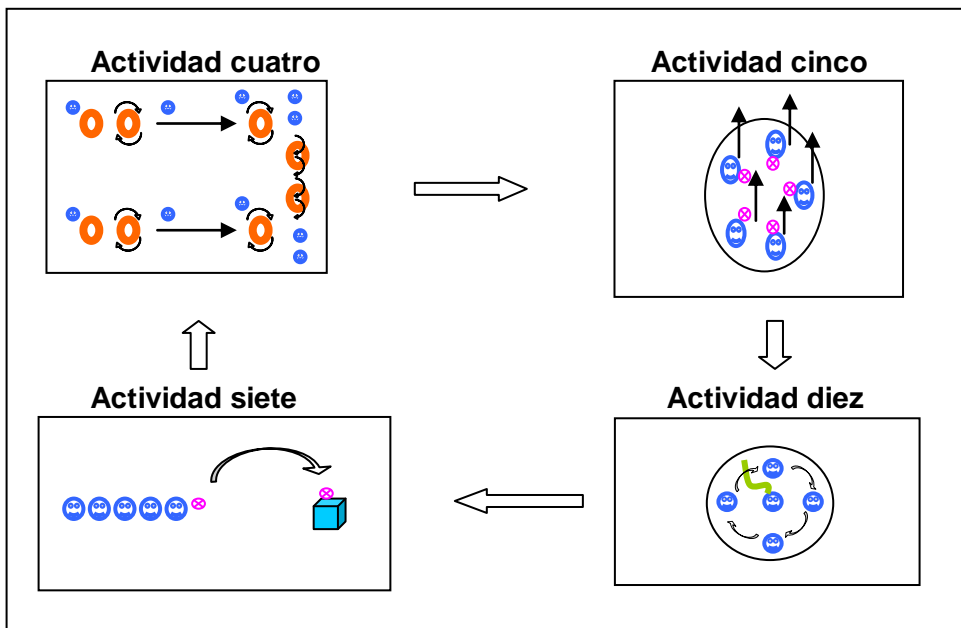 Actividad cuatro
Actividad cinco
Actividad siete
Actividad diez